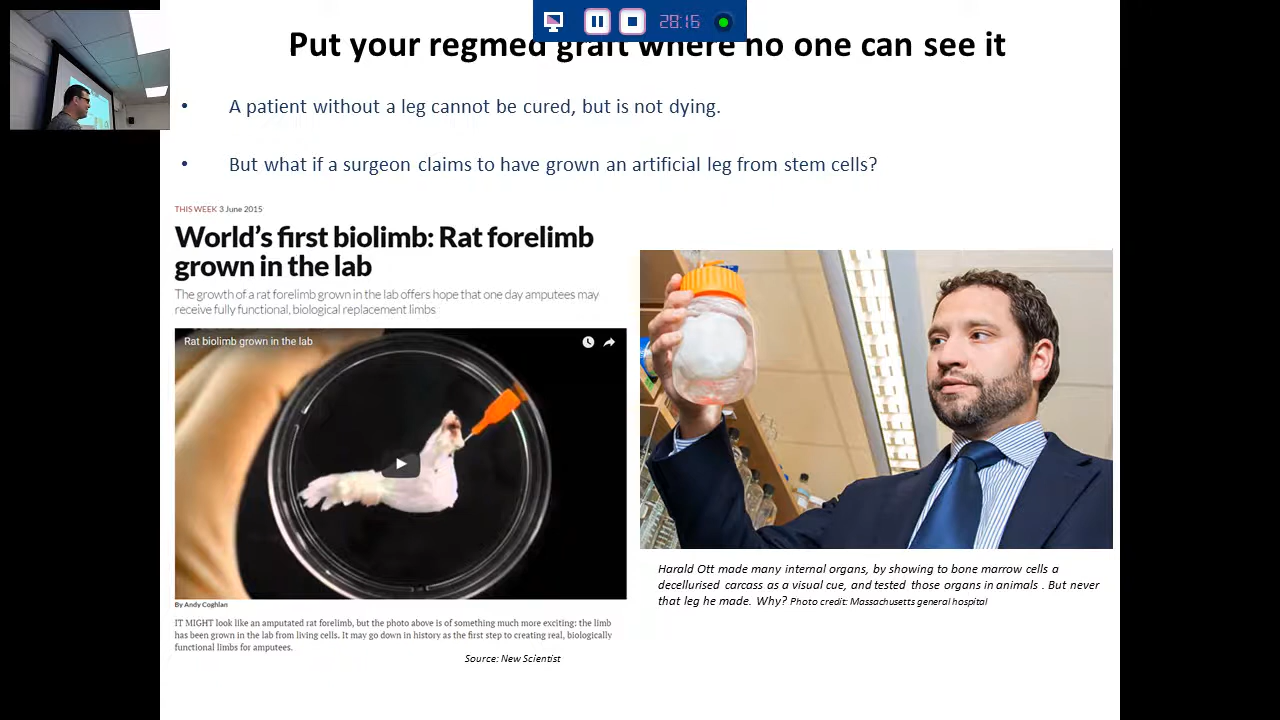 28:16
Put your regmed graft where no one can see it
• A patient without a leg cannot be cured, but is not dying.
• But what if a surgeon claims to have grown an artificial leg from stem cells?
THIS WEEK 3 June 2015
World's first biolimb: Rat forelimb
grown in the lab
The growth of a rat forelimb grown in the lab offers hope that one day amputees may
receive fully functional, biological replacement limbs
Rat biolimb grown in the lab
By Andy Coghlan
IT MIGHT look like an amputated rat forelimb, but the photo above is of something much more exciting: the limb
has been grown in the lab from living cells. It may go down in history as the first step to creating real, biologically
functional limbs for amputees.
Source: New Scientist
Harald Ott made many internal organs, by showing to bone marrow cells a
decellurised carcass as a visual cue, and tested those organs in animals . But never
that leg he made. Why? Photo credit: Massachusetts general hospital